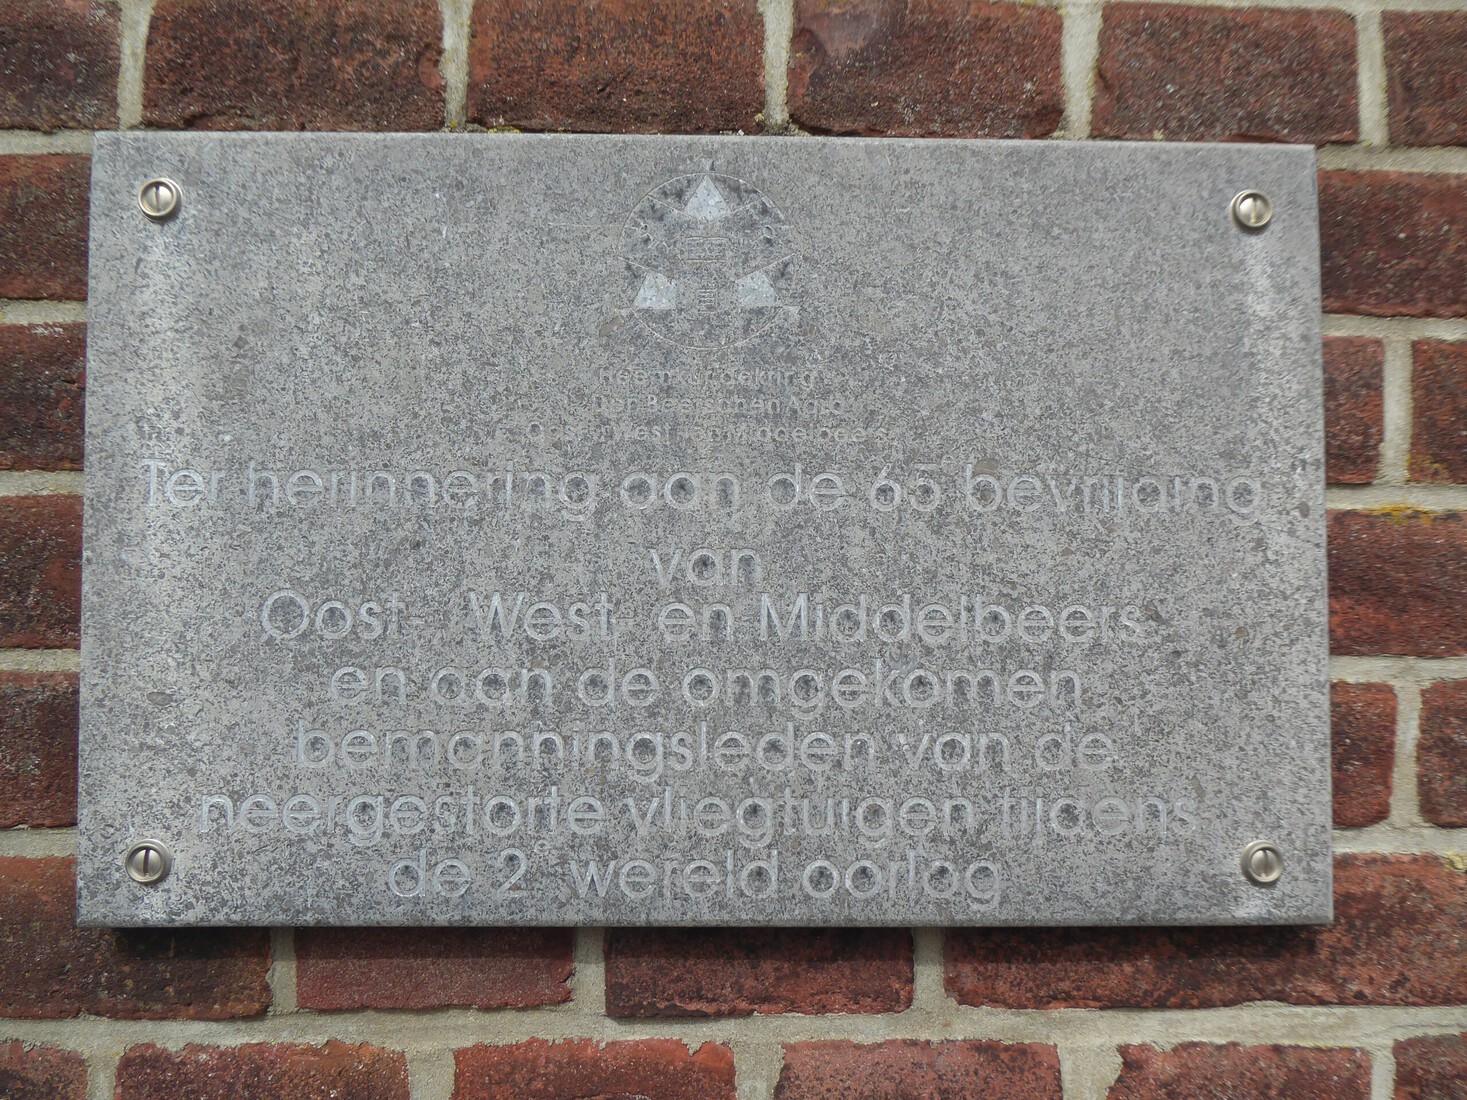 Heemkundekring
Den Beerschen Aard
Oost- West- en Middelbeers
Ter herinnering aan de 65 bevrijding
van
Oost- West- en Middelbeers
en aan de omgekomen
bemanningsleden van de
neergestorte vliegtuigen tijdens
de 2e wereld oorlog